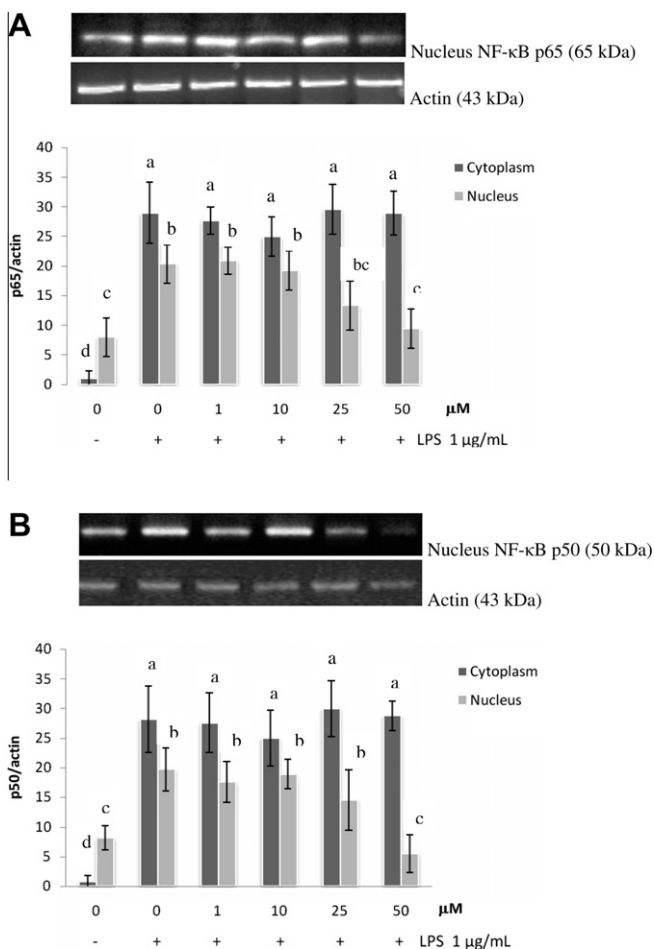 A
Nucleus NF-κB p65 (65 kDa)
Actin (43 kDa)
40
35
30
25
20
15
10
5
0
p65/actin
Cytoplasm
Nucleus
d c a b a b a b a bc a c
0 0 1 10 25 50 μM
- + + + + + LPS 1 μg/mL
B
Nucleus NF-κB p50 (50 kDa)
Actin (43 kDa)
40
35
30
25
20
15
10
5
0
p50/actin
Cytoplasm
Nucleus
d c a b a b a b a b a c
0 0 1 10 25 50 μM
- + + + + + LPS 1 μg/mL